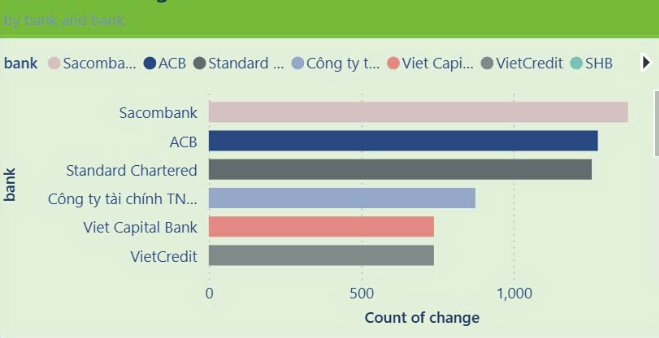 by bank and bank
bank Sacomba... ACB Standard ... Công ty t... Viet Capi... VietCredit SHB
Sacombank
ACB
Standard Chartered
Công ty tài chính TN...
Viet Capital Bank
VietCredit
bank
0 500 1,000
Count of change